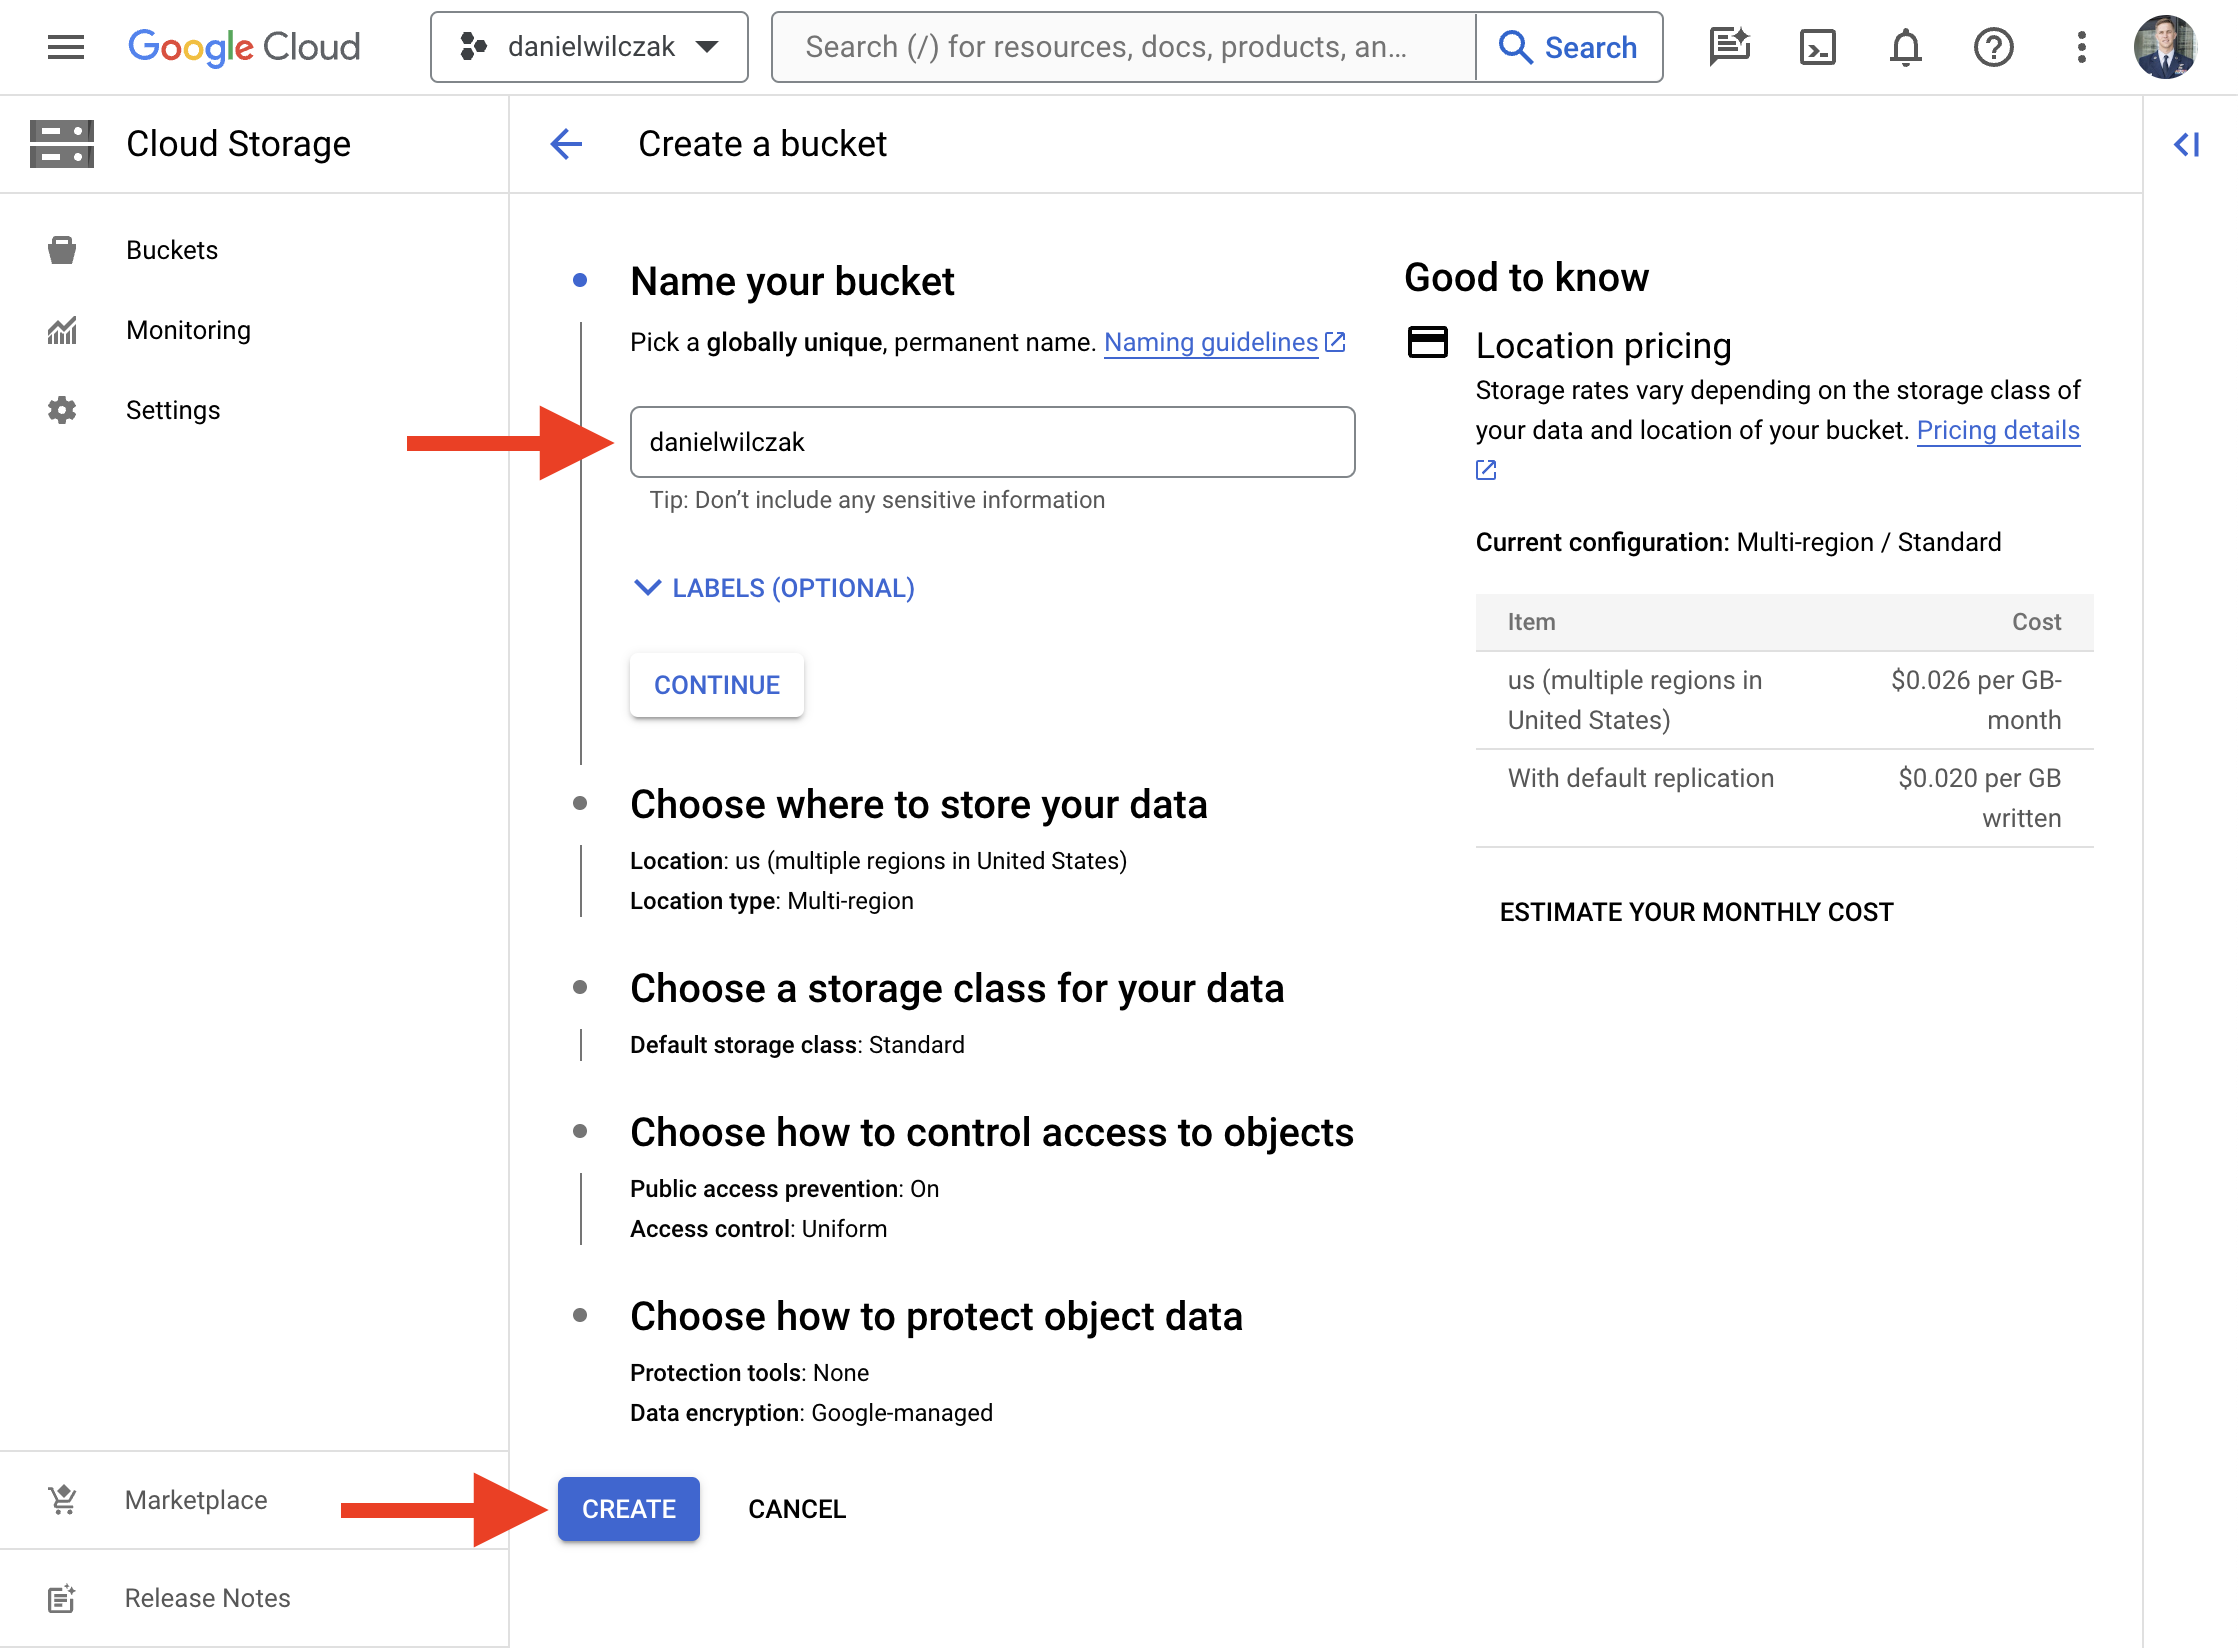 Google Cloud
danielwilczak
Search (/) for resources, docs, products, an...
Search
Cloud Storage
Create a bucket
Buckets
Monitoring
Settings
Name your bucket
Pick a globally unique, permanent name. Naming guidelines
danielwilczak
Tip: Don’t include any sensitive information
LABELS (OPTIONAL)
CONTINUE
Choose where to store your data
Location: us (multiple regions in United States)
Location type: Multi-region
Choose a storage class for your data
Default storage class: Standard
Choose how to control access to objects
Public access prevention: On
Access control: Uniform
Choose how to protect object data
Protection tools: None
Data encryption: Google-managed
CREATE
CANCEL
Good to know
Location pricing
Storage rates vary depending on the storage class of
your data and location of your bucket. Pricing details
Current configuration: Multi-region / Standard
Item Cost
us (multiple regions in $0.026 per GB-
United States) month
With default replication $0.020 per GB
written
ESTIMATE YOUR MONTHLY COST
Marketplace
Release Notes